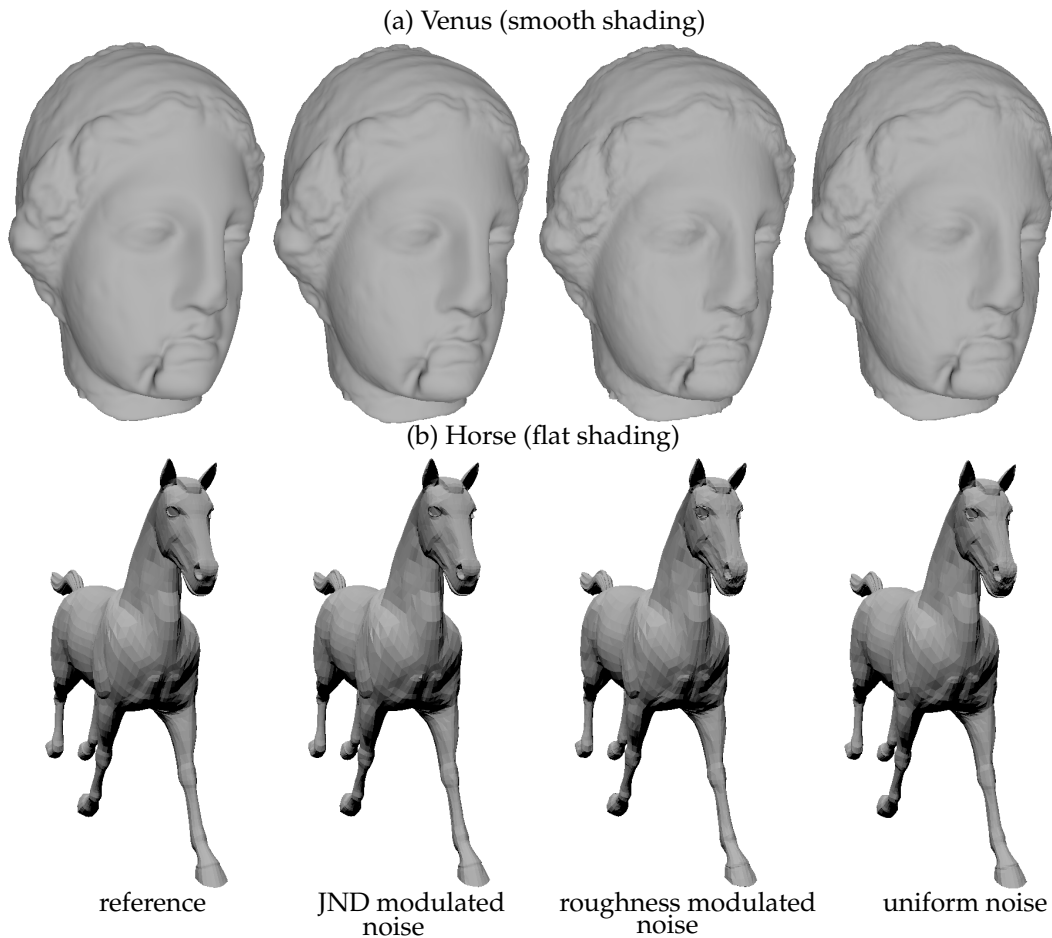 (a) Venus (smooth shading)
(b) Horse (flat shading)
reference
JND modulated
noise
roughness modulated
noise
uniform noise